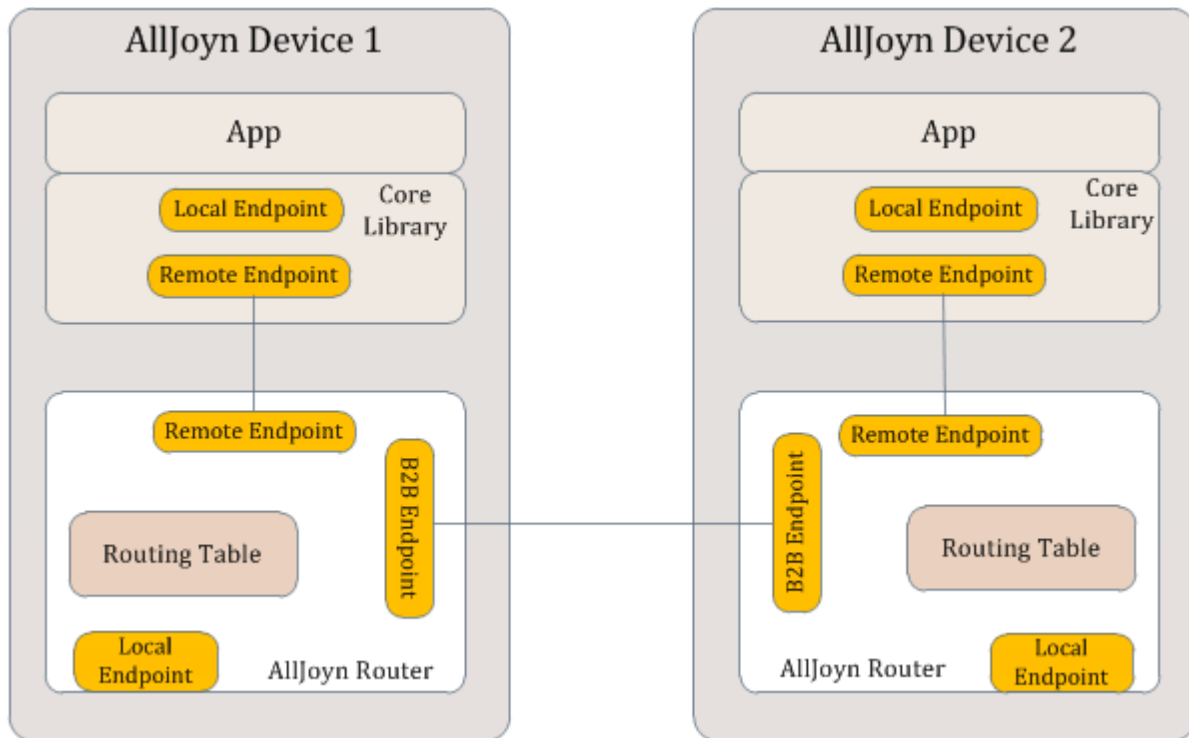 AllJoyn Device 1
App
Core
Library
Local Endpoint
Remote Endpoint
Remote Endpoint
B2B Endpoint
Routing Table
Local
Endpoint
AllJoyn Router
AllJoyn Device 2
App
Core
Library
Local Endpoint
Remote Endpoint
Remote Endpoint
B2B Endpoint
Routing Table
AllJoyn Router
Local
Endpoint